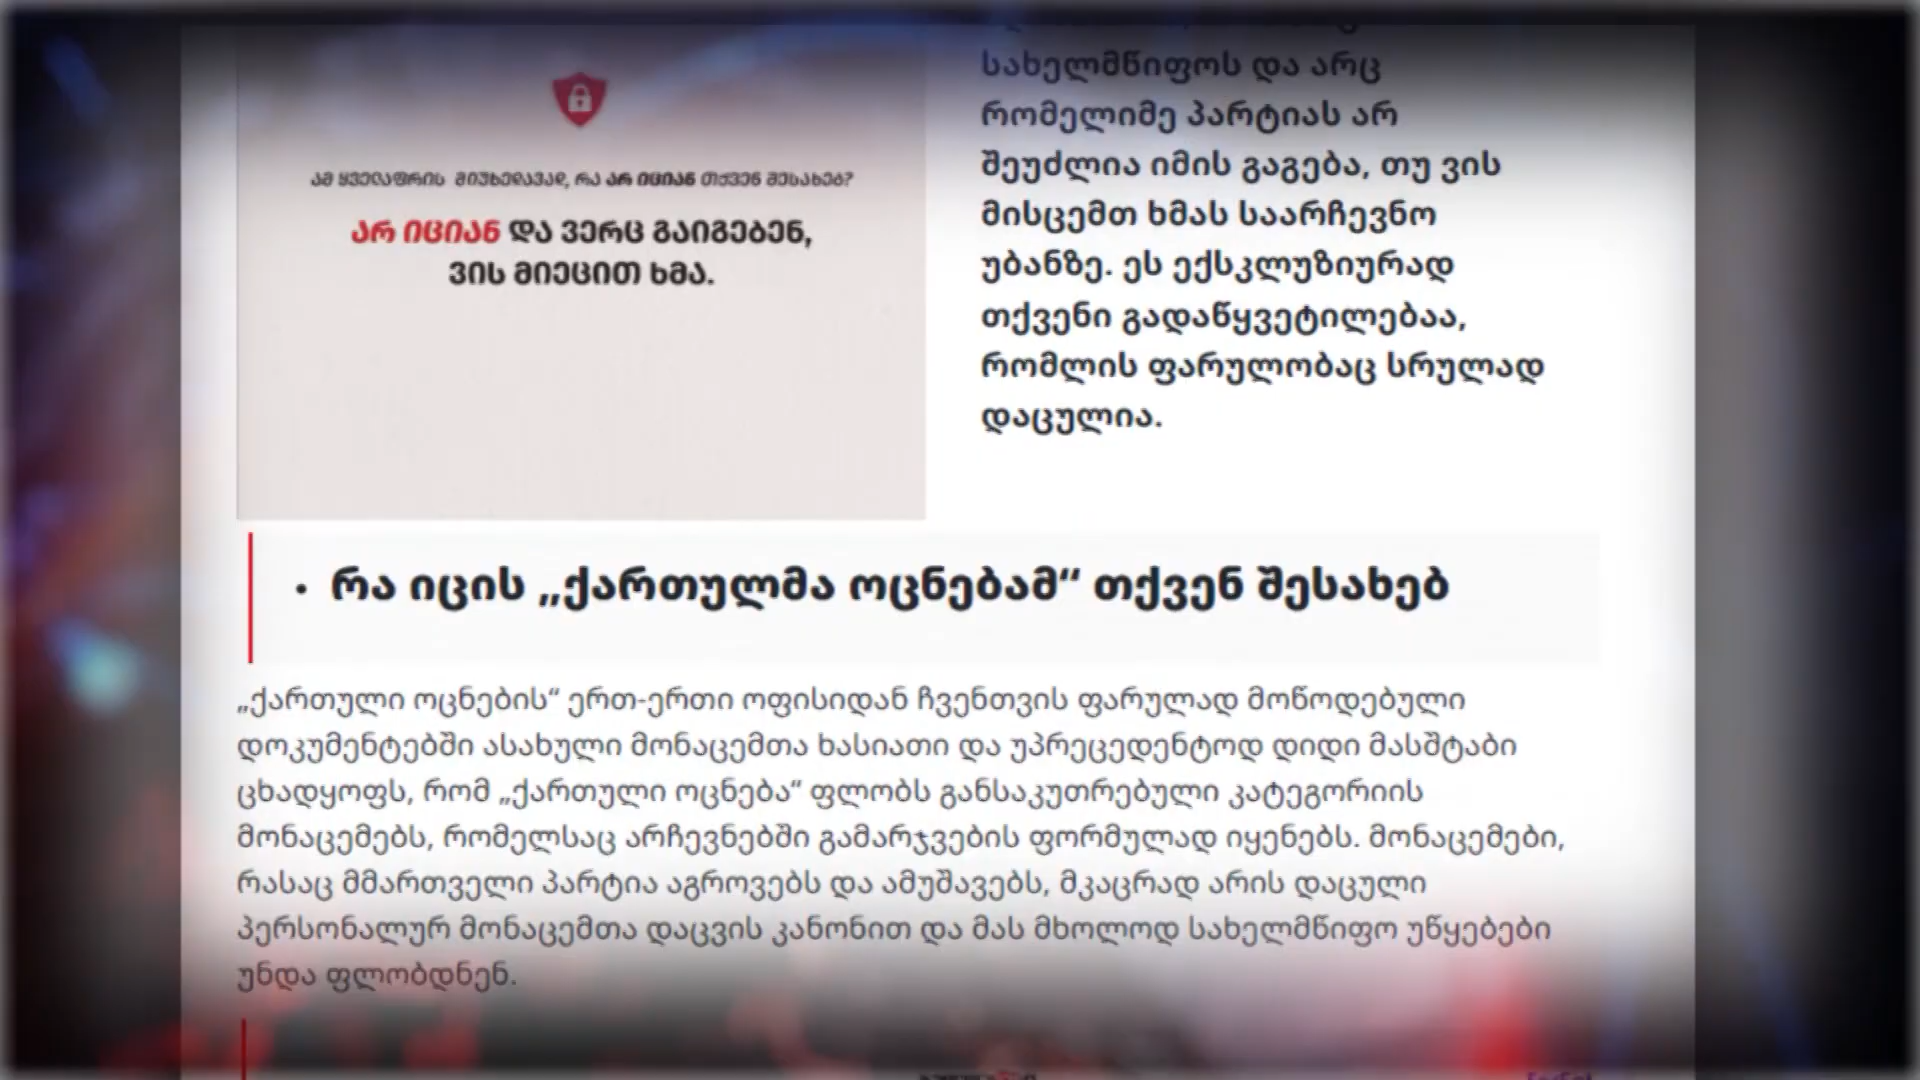 ამ ყველაფრის მიუხედავად, რა არ იციან თქვენ შესახებ?
არ იციან და ვერც გაიგებენ,
ვის მიეცით ხმა.
სახელმწიფოს და არც
რომელიმე პარტიას არ
შეუძლია იმის გაგება, თუ ვის
მისცემთ ხმას საარჩევნო
უბანზე. ეს ექსკლუზიურად
თქვენი გადაწყვეტილებაა,
რომლის ფარულობაც სრულად
დაცულია.
• რა იცის „ქართულმა ოცნებამ“ თქვენ შესახებ
„ქართული ოცნების“ ერთ-ერთი ოფისიდან ჩვენთვის ფარულად მოწოდებული
დოკუმენტებში ასახული მონაცემთა ხასიათი და უპრეცედენტოდ დიდი მასშტაბი
ცხადყოფს, რომ „ქართული ოცნება“ ფლობს განსაკუთრებული კატეგორიის
მონაცემებს, რომელსაც არჩევნებში გამარჯვების ფორმულად იყენებს. მონაცემები,
რასაც მმართველი პარტია აგროვებს და ამუშავებს, მკაცრად არის დაცული
პერსონალურ მონაცემთა დაცვის კანონით და მას მხოლოდ სახელმწიფო უწყებები
უნდა ფლობდნენ.